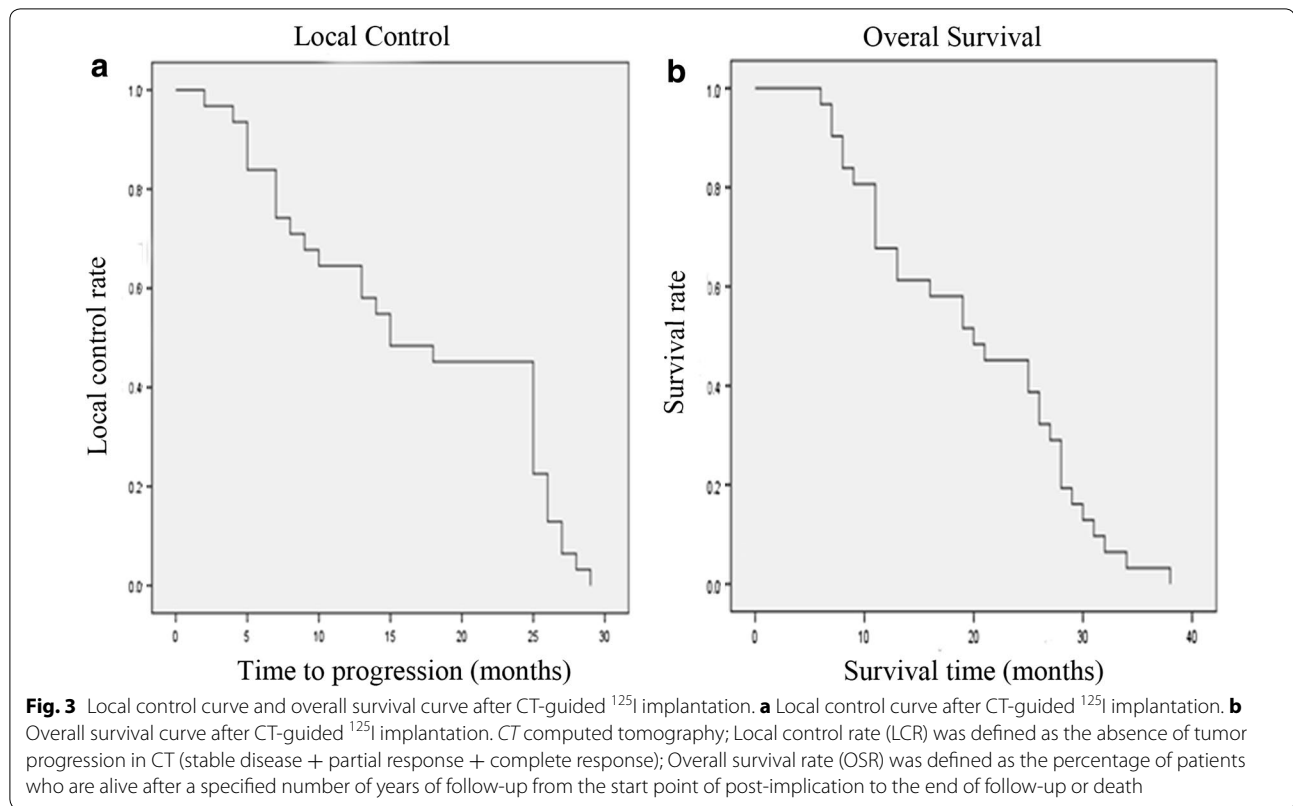 Local Control
Overal Survival
a
b
1.0
0.8
0.6
0.4
0.2
0.0
Local control rate
0
5
10
15
20
25
30
Time to progression (months)
1.0
0.8
0.6
0.4
0.2
0.0
Survival rate
0
10
20
30
40
Survival time (months)
Fig. 3 Local control curve and overall survival curve after CT-guided ¹²⁵I implantation. a Local control curve after CT-guided ¹²⁵I implantation. b
Overall survival curve after CT-guided ¹²⁵I implantation. CT computed tomography; Local control rate (LCR) was defined as the absence of tumor
progression in CT (stable disease + partial response + complete response); Overall survival rate (OSR) was defined as the percentage of patients
who are alive after a specified number of years of follow-up from the start point of post-implication to the end of follow-up or death